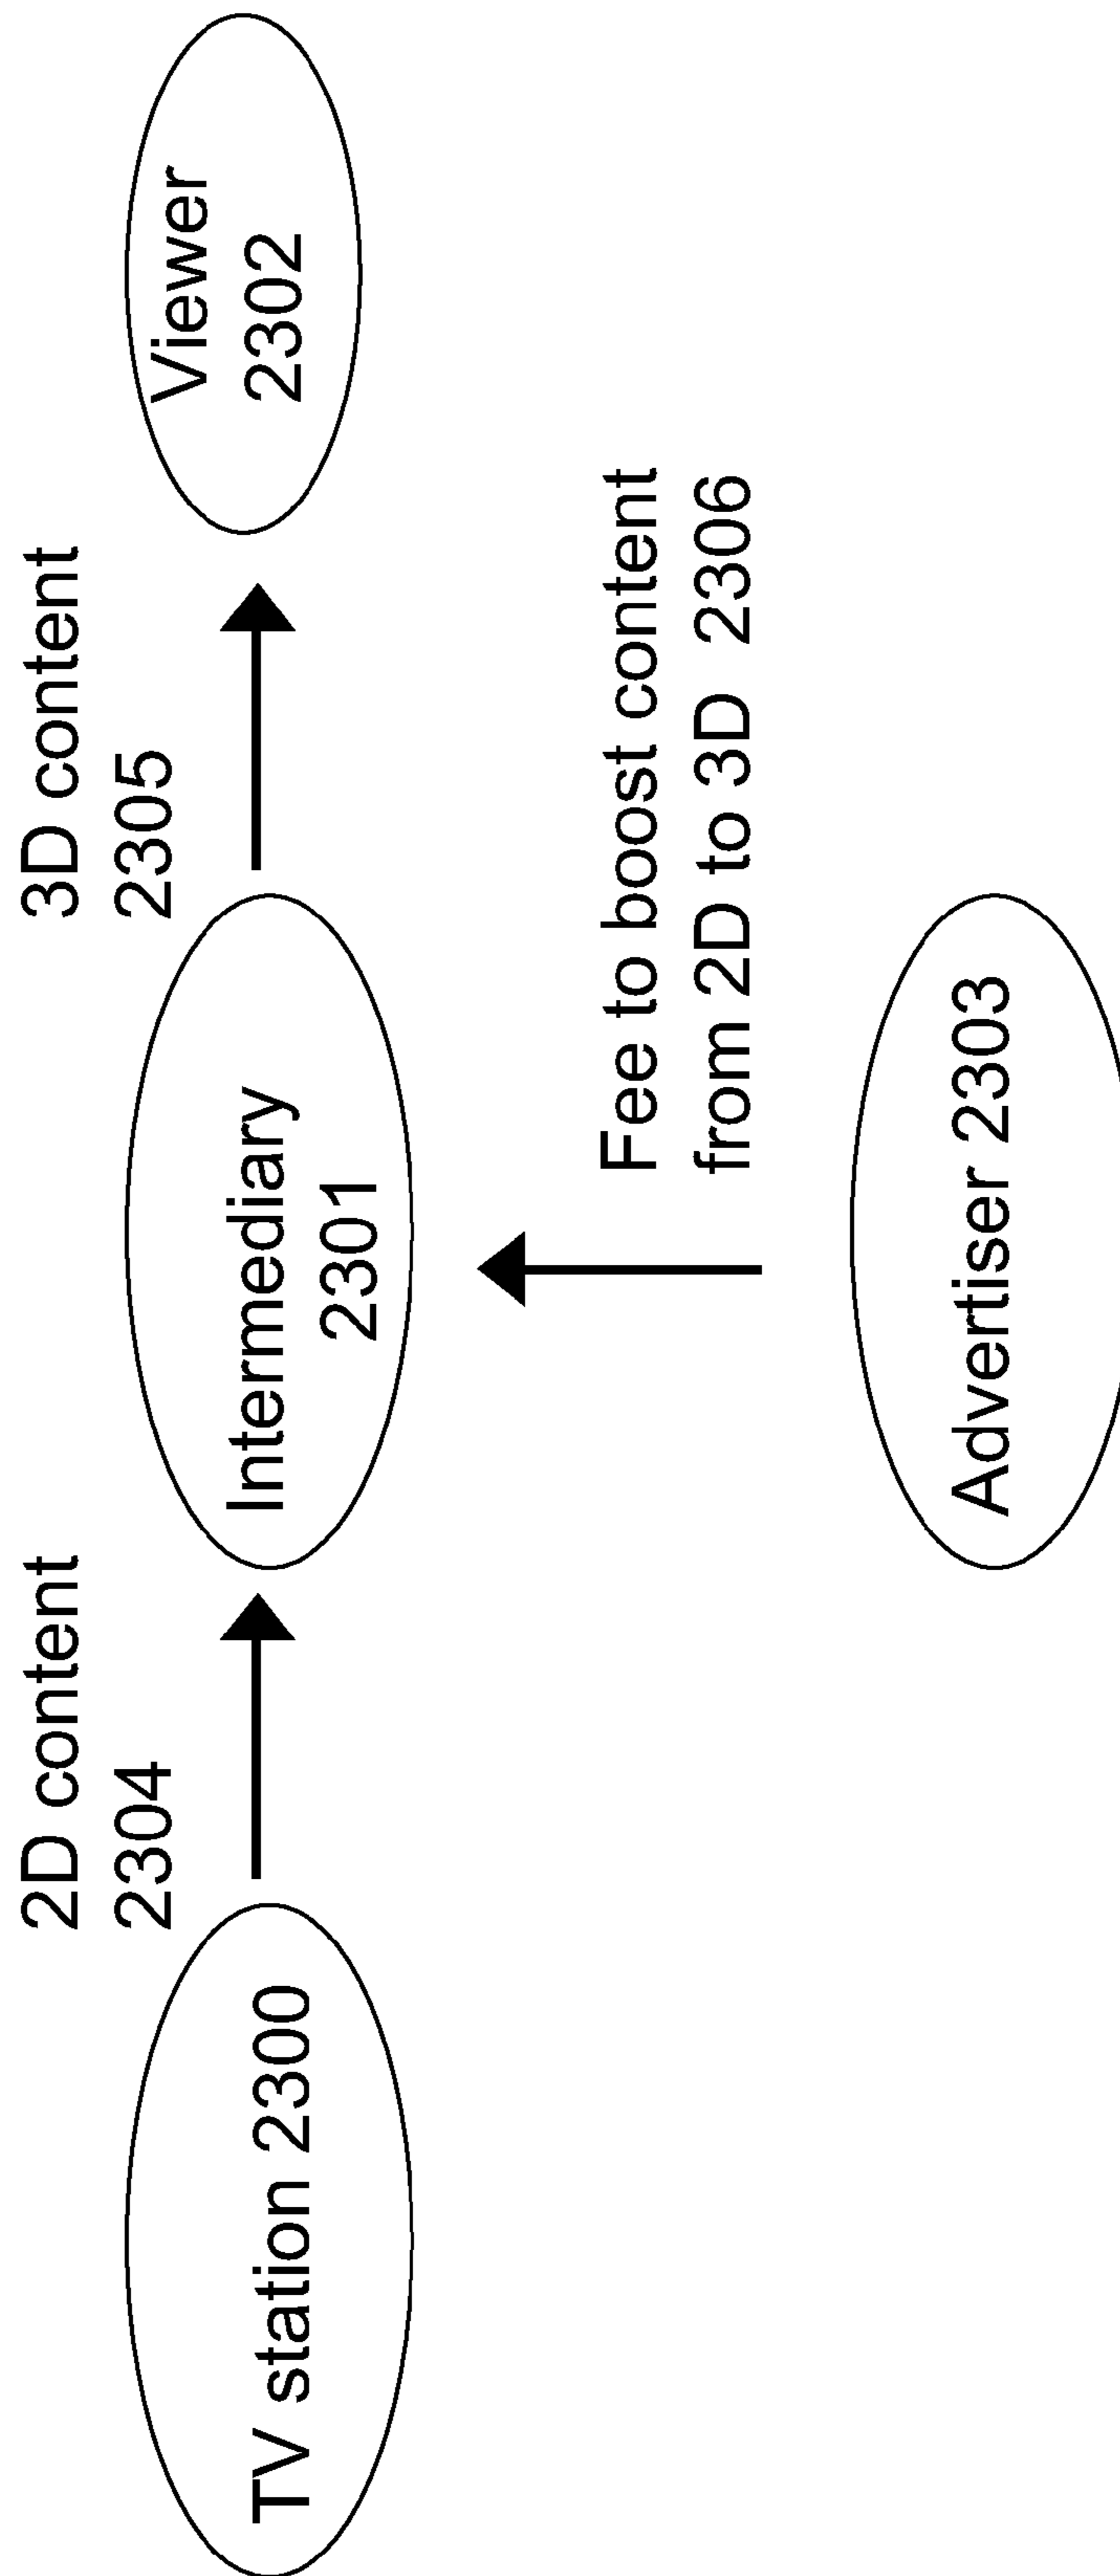 2D content
2304
3D content
2305
TV station 2300
Intermediary
2301
Viewer
2302
Fee to boost content
from 2D to 3D 2306
Advertiser 2303